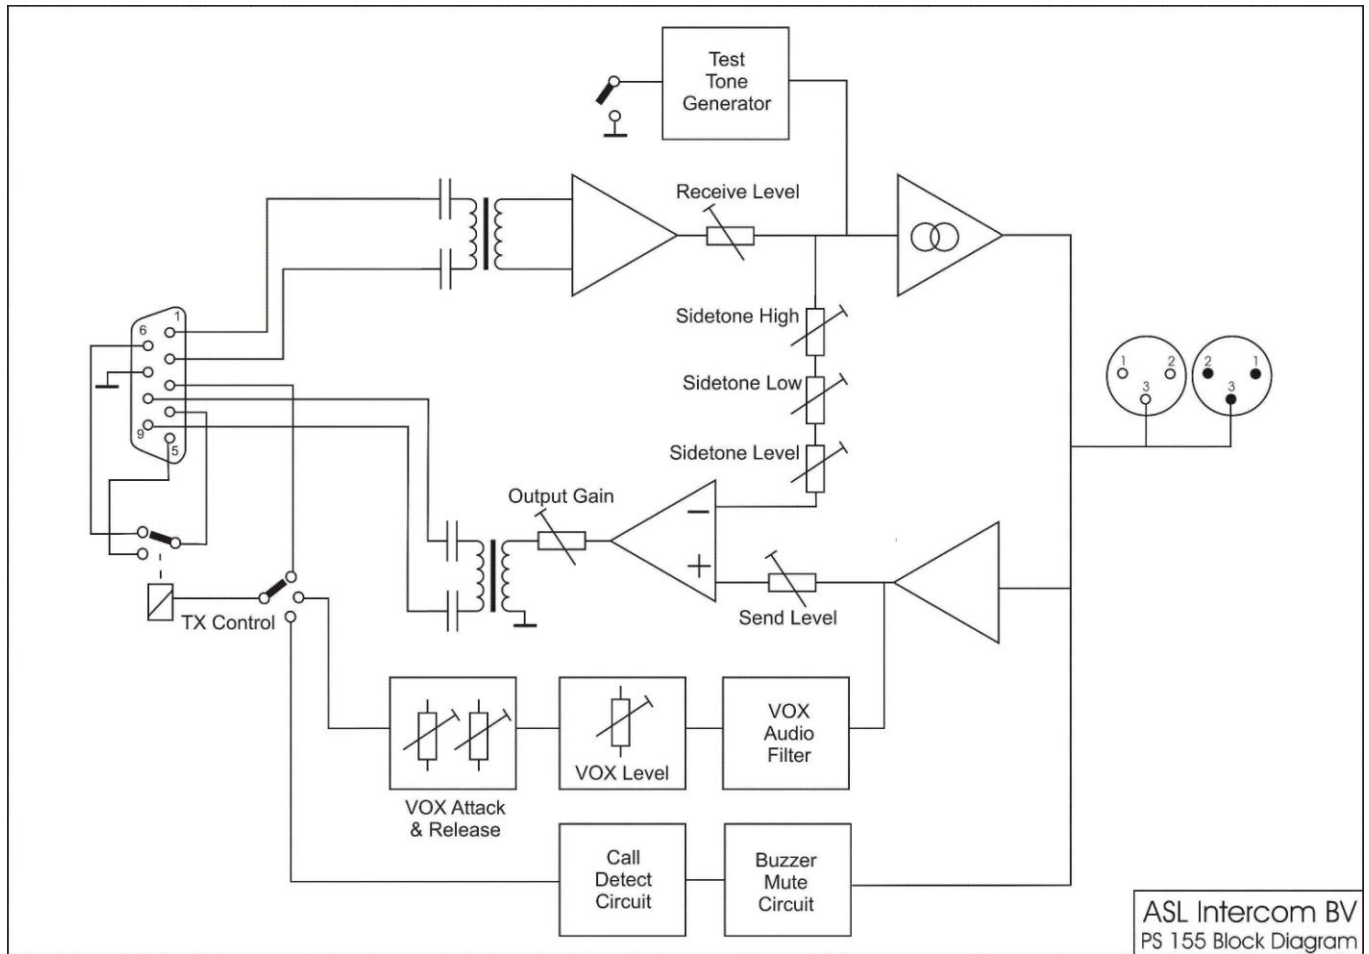 Test
Tone
Generator
Receive Level
Sidetone High
6
1
1
2
2
1
3
3
Sidetone Low
9
5
Sidetone Level
Output Gain
−
+
TX Control
Send Level
VOX
Audio
Filter
VOX Level
VOX Attack
& Release
Call
Detect
Circuit
Buzzer
Mute
Circuit
ASL Intercom BV
PS 155 Block Diagram